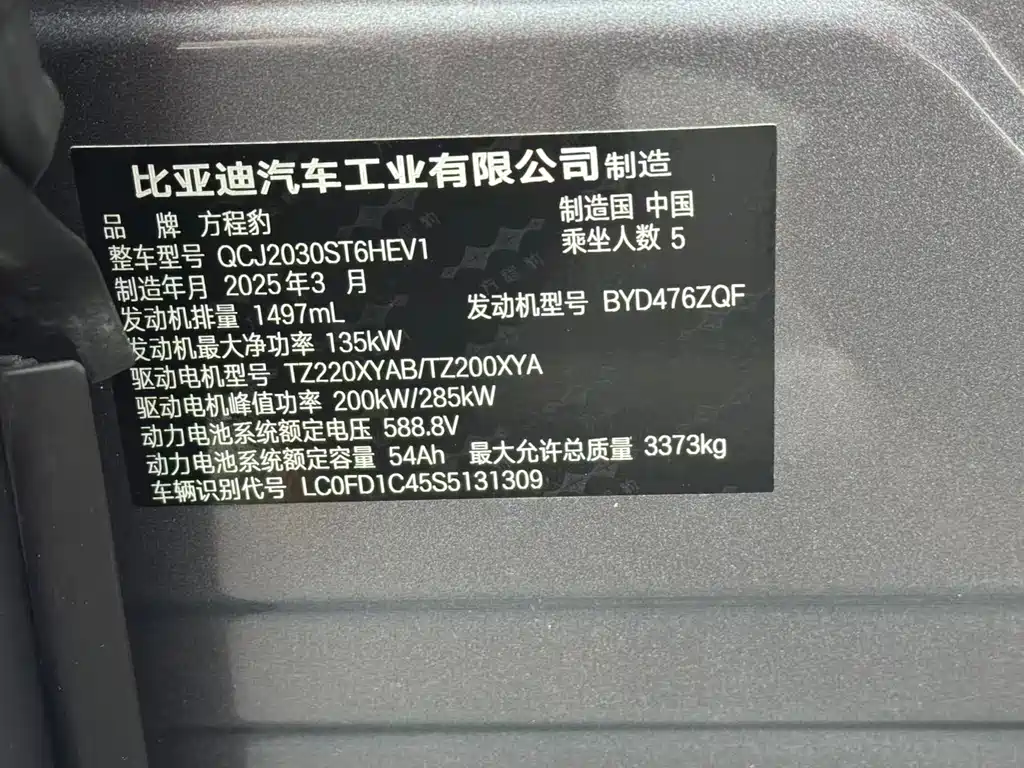 比亚迪汽车工业有限公司制造
品 牌 方程豹 制造国 中国
整车型号 QCJ2030ST6HEV1 乘坐人数 5
制造年月 2025年3 月
发动机排量 1497mL 发动机型号 BYD476ZQF
发动机最大净功率 135kW
驱动电机型号 TZ220XYAB/TZ200XYA
驱动电机峰值功率 200kW/285kW
动力电池系统额定电压 588.8V
动力电池系统额定容量 54Ah 最大允许总质量 3373kg
车辆识别代号 LC0FD1C45S5131309